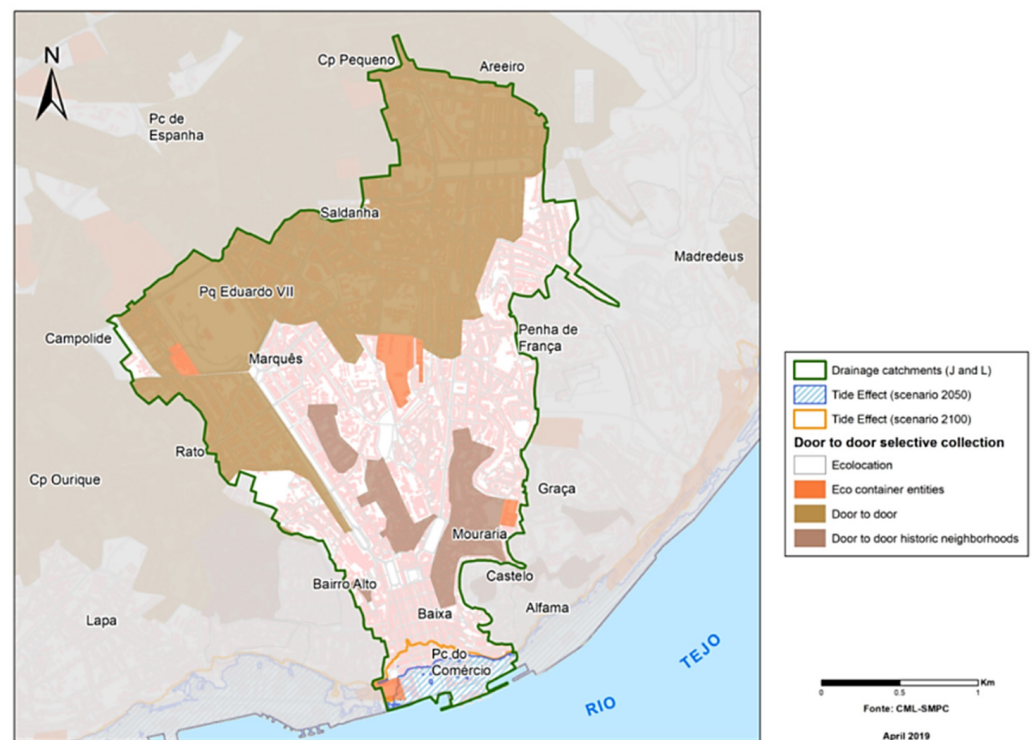 N
Cp Pequeno
Areeiro
Pc de
Espanha
Saldanha
Madredeus
Pq Eduardo VII
Campolide
Penha de
França
Marquês
Rato
Cp Ourique
Graça
Mouraria
Bairro Alto
Castelo
Baixa
Alfama
Lapa
Pc do
Comércio
RIO
TEJO
Drainage catchments (J and L)
Tide Effect (scenario 2050)
Tide Effect (scenario 2100)
Door to door selective collection
Ecolocation
Eco container entities
Door to door
Door to door historic neighborhoods
0 0.5 1 Km
Fonte: CML-SMPC
April 2019